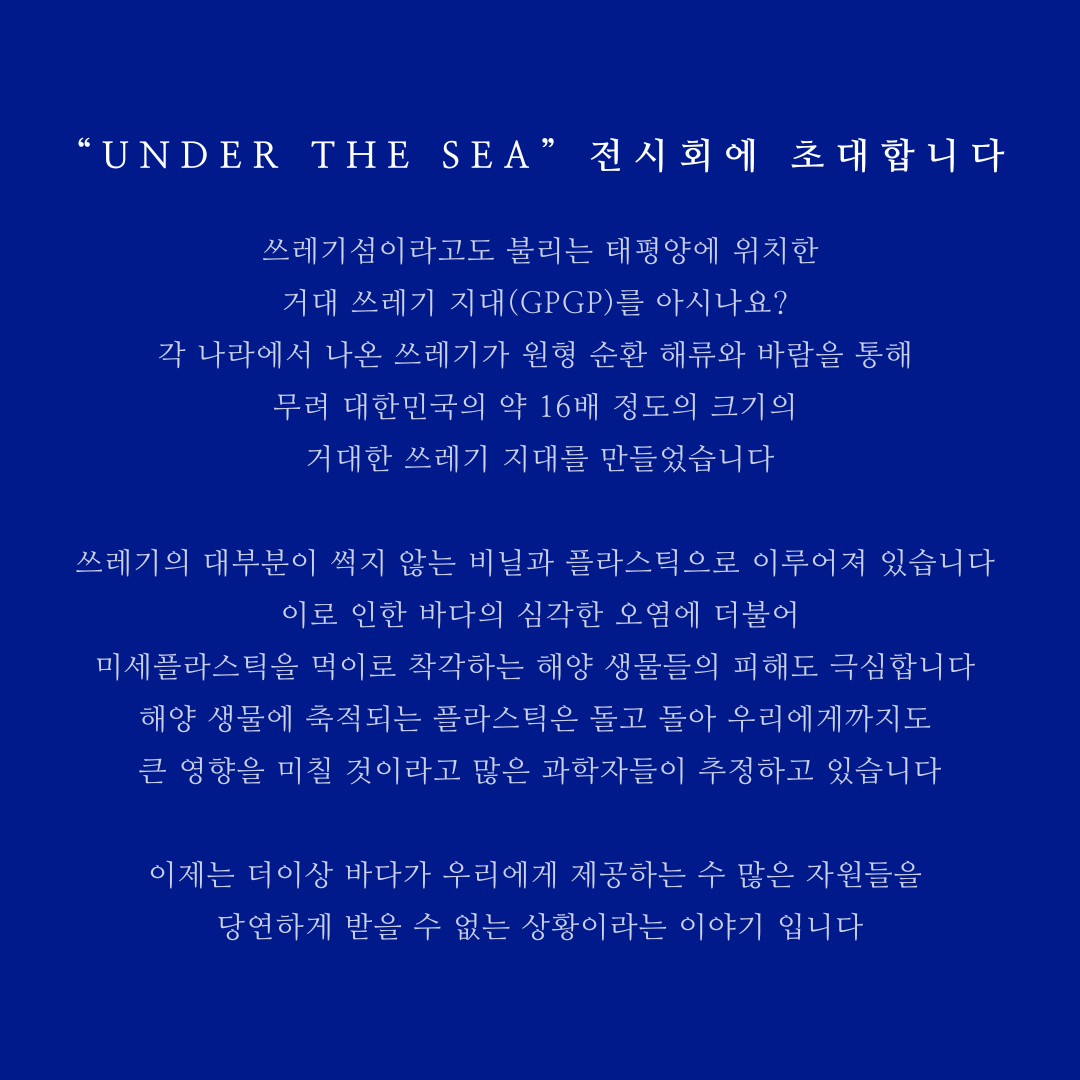 “UNDER THE SEA” 전시회에 초대합니다
쓰레기섬이라고도 불리는 태평양에 위치한
거대 쓰레기 지대(GPGP)를 아시나요?
각 나라에서 나온 쓰레기가 원형 순환 해류와 바람을 통해
무려 대한민국의 약 16배 정도의 크기의
거대한 쓰레기 지대를 만들었습니다
쓰레기의 대부분이 썩지 않는 비닐과 플라스틱으로 이루어져 있습니다
이로 인한 바다의 심각한 오염에 더불어
미세플라스틱을 먹이로 착각하는 해양 생물들의 피해도 극심합니다
해양 생물에 축적되는 플라스틱은 돌고 돌아 우리에게까지도
큰 영향을 미칠 것이라고 많은 과학자들이 추정하고 있습니다
이제는 더이상 바다가 우리에게 제공하는 수 많은 자원들을
당연하게 받을 수 없는 상황이라는 이야기 입니다